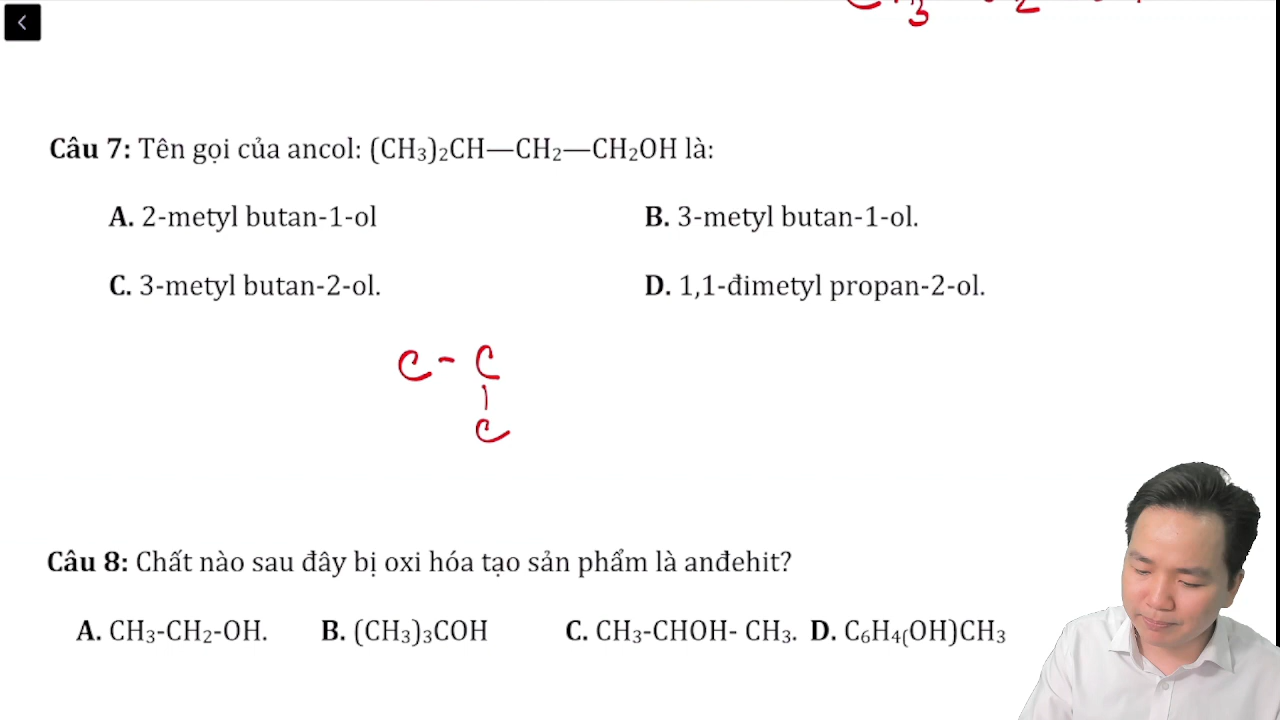 Câu 7: Tên gọi của ancol: (CH₃)₂CH—CH₂—CH₂OH là:
A. 2-metyl butan-1-ol B. 3-metyl butan-1-ol.
C. 3-metyl butan-2-ol. D. 1,1-đimetyl propan-2-ol.
C - C
|
C
Câu 8: Chất nào sau đây bị oxi hóa tạo sản phẩm là anđehit?
A. CH₃-CH₂-OH. B. (CH₃)₃COH C. CH₃-CHOH- CH₃. D. C₆H₄(OH)CH₃